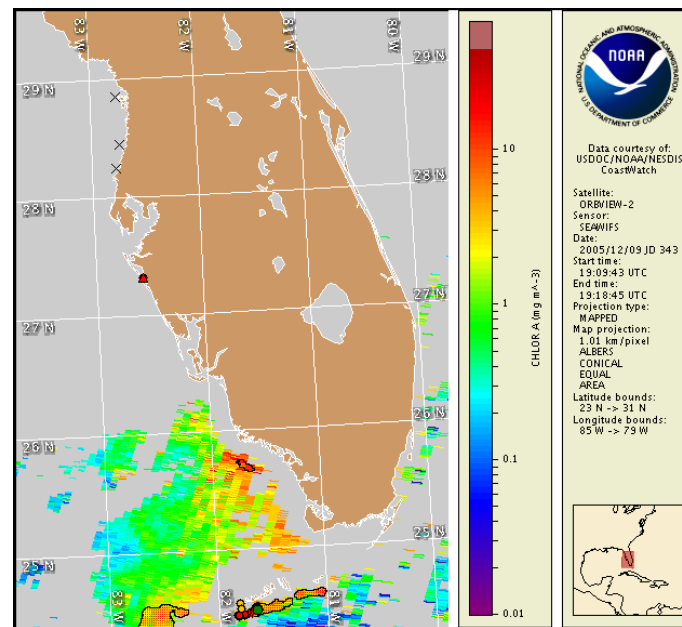 83 W
82 W
81 W
80 W
29 N
29 N
28 N
28 N
27 N
27 N
26 N
26 N
25 N
25 N
83 W
82 W
81 W
10
1
0.1
0.01
CHLOR A (mg m^-3)
NATIONAL OCEANIC AND ATMOSPHERIC ADMINISTRATION
NOAA
U.S. DEPARTMENT OF COMMERCE
Data courtesy of:
USDOC/NOAA/NESDIS
CoastWatch
Satellite:
ORBVIEW-2
Sensor:
SEAWIFS
Date:
2005/12/09 JD 343
Start time:
19:09:43 UTC
End time:
19:18:45 UTC
Projection type:
MAPPED
Map projection:
1.01 km/pixel
ALBERS
CONICAL
EQUAL
AREA
Latitude bounds:
23 N -> 31 N
Longitude bounds:
85 W -> 79 W